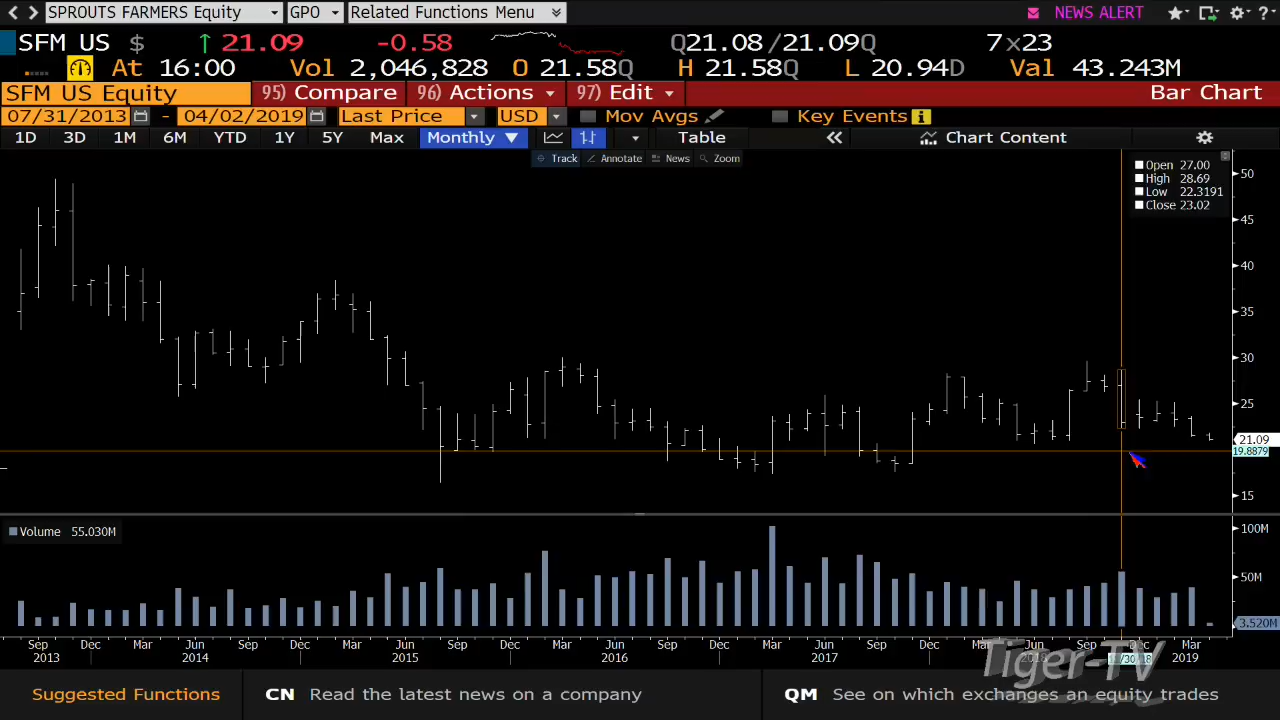 SPROUTS FARMERS Equity GPO Related Functions Menu NEWS ALERT ?
SFM US $ ↑ 21.09 -0.58 Q21.08 / 21.09Q 7x23
At 16:00 Vol 2,046,828 O 21.58Q H 21.58Q L 20.94D Val 43.243M
SFM US Equity 95) Compare 96) Actions 97) Edit Bar Chart
07/31/2013 - 04/02/2019 Last Price USD Mov Avgs Key Events
1D 3D 1M 6M YTD 1Y 5Y Max Monthly ▼ Table « Chart Content
Track Annotate News Zoom
Open 27.00
High 28.69
Low 22.3191
Close 23.02
50
45
40
35
30
25
21.09
19.8879
15
Volume 55.030M
100M
50M
3.520M
Sep Dec Mar Jun Sep Dec Mar Jun Sep Dec Mar Jun Sep Dec Mar Jun Sep Dec Mar Jun Sep Dec Mar
2013 2014 2015 2016 2017 2018 11/30/18 2019
Tiger-TV
Suggested Functions CN Read the latest news on a company QM See on which exchanges an equity trades